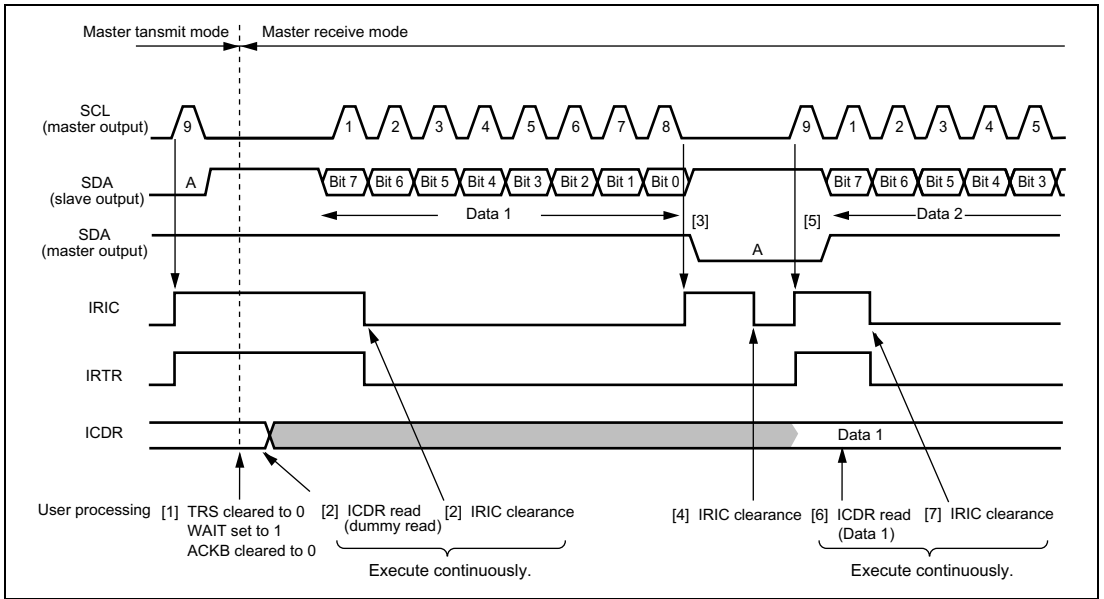 Master tansmit mode Master receive mode
SCL
(master output)
9 1 2 3 4 5 6 7 8 9 1 2 3 4 5
SDA
(slave output)
A Bit 7 Bit 6 Bit 5 Bit 4 Bit 3 Bit 2 Bit 1 Bit 0 Bit 7 Bit 6 Bit 5 Bit 4 Bit 3
Data 1 [3] [5] Data 2
SDA
(master output)
A
IRIC
IRTR
ICDR
Data 1
User processing [1] TRS cleared to 0
WAIT set to 1
ACKB cleared to 0
[2] ICDR read
(dummy read)
[2] IRIC clearance
[4] IRIC clearance
[6] ICDR read
(Data 1)
[7] IRIC clearance
Execute continuously.
Execute continuously.